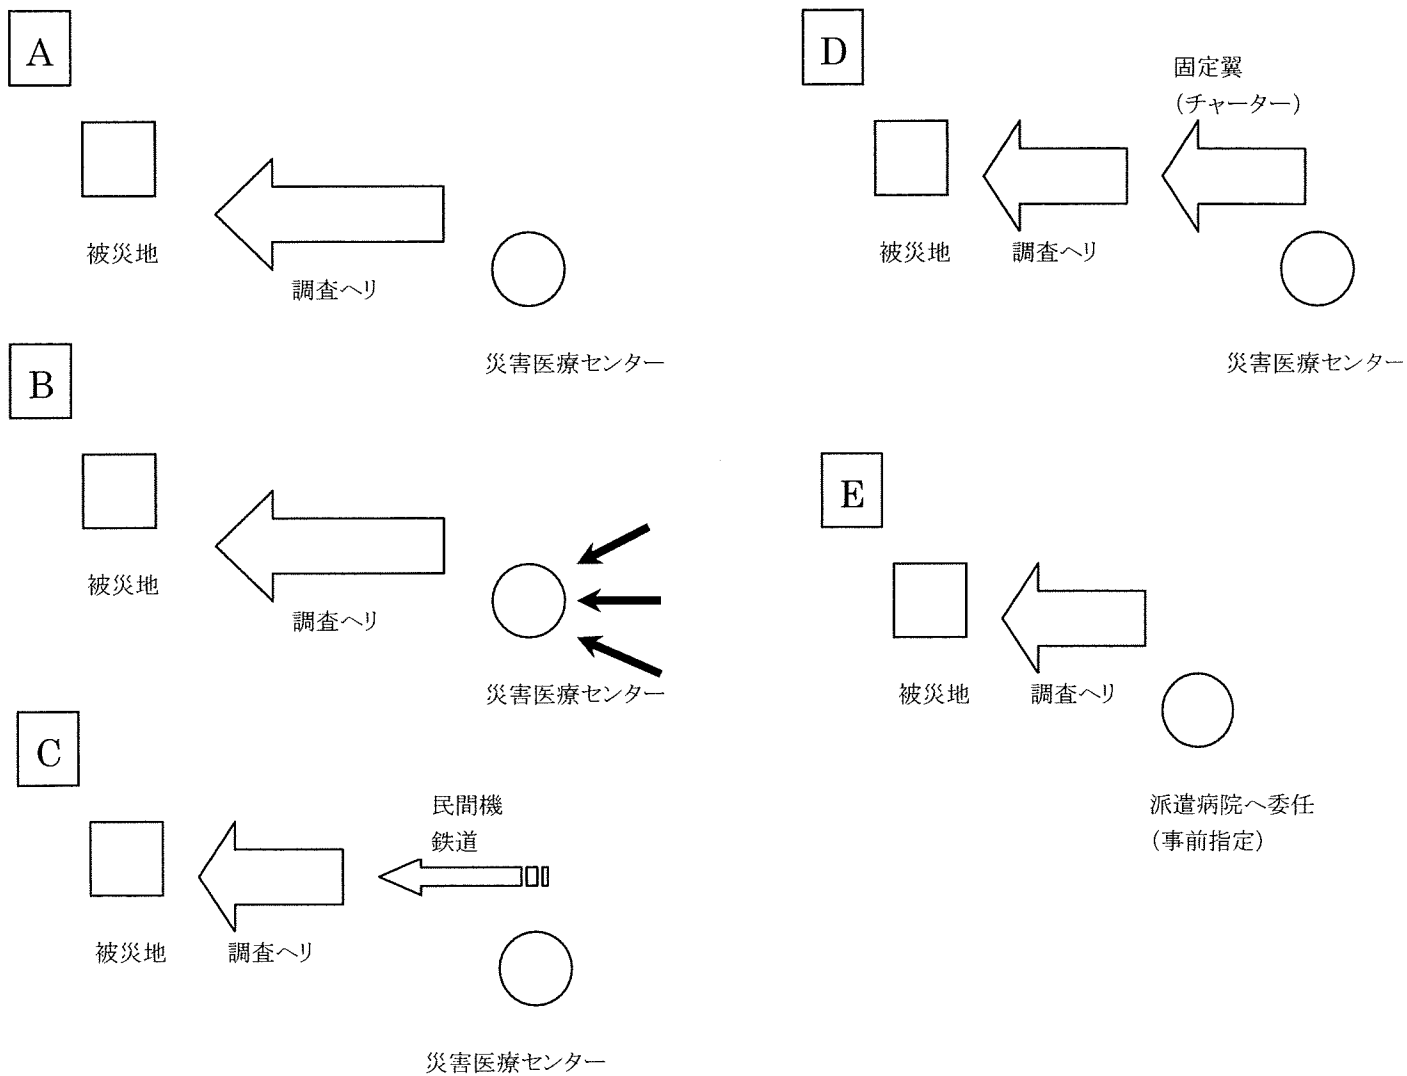 A
被災地
調査ヘリ
災害医療センター
B
被災地
調査ヘリ
災害医療センター
C
民間機
鉄道
被災地
調査ヘリ
災害医療センター
D
固定翼
（チャーター）
被災地
調査ヘリ
災害医療センター
E
被災地
調査ヘリ
派遣病院へ委任
（事前指定）